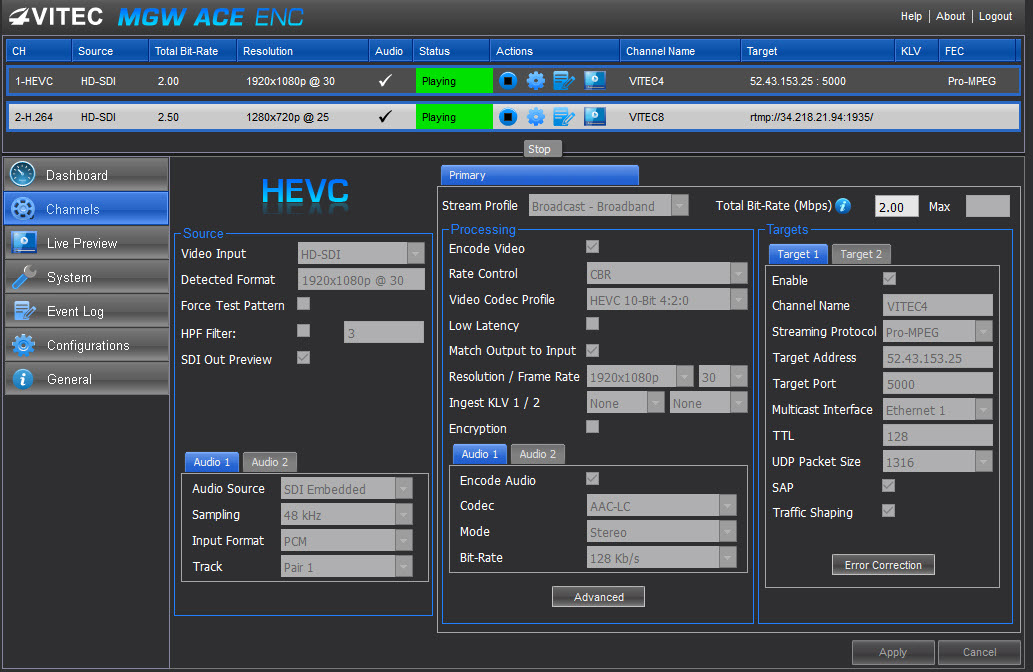 VITEC MGW ACE ENC
Help | About | Logout
CH Source Total Bit-Rate Resolution Audio Status Actions Channel Name Target KLV FEC
1-HEVC HD-SDI 2.00 1920x1080p @ 30 Playing VITEC4 52.43.153.25 : 5000 Pro-MPEG
2-H.264 HD-SDI 2.50 1280x720p @ 25 Playing VITEC8 rtmp://34.218.21.94:1935/
Stop
Dashboard
Channels
Live Preview
System
Event Log
Configurations
General
HEVC
Source
Video Input HD-SDI
Detected Format 1920x1080p @ 30
Force Test Pattern
HPF Filter: 3
SDI Out Preview
Audio 1 Audio 2
Audio Source SDI Embedded
Sampling 48 kHz
Input Format PCM
Track Pair 1
Primary
Stream Profile Broadcast - Broadband Total Bit-Rate (Mbps) 2.00 Max
Processing
Encode Video
Rate Control CBR
Video Codec Profile HEVC 10-Bit 4:2:0
Low Latency
Match Output to Input
Resolution / Frame Rate 1920x1080p 30
Ingest KLV 1 / 2 None None
Encryption
Audio 1 Audio 2
Encode Audio
Codec AAC-LC
Mode Stereo
Bit-Rate 128 Kb/s
Advanced
Targets
Target 1 Target 2
Enable
Channel Name VITEC4
Streaming Protocol Pro-MPEG
Target Address 52.43.153.25
Target Port 5000
Multicast Interface Ethernet 1
TTL 128
UDP Packet Size 1316
SAP
Traffic Shaping
Error Correction
Apply Cancel